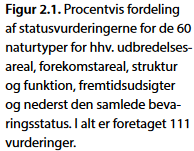 Figur 2.1. Procentvis fordeling
af statusvurderingerne for de 60
naturtyper for hhv. udbredelses-
areal, forekomstareal, struktur
og funktion, fremtidsudsigter
og nederst den samlede beva-
ringsstatus. I alt er foretaget 111
vurderinger.